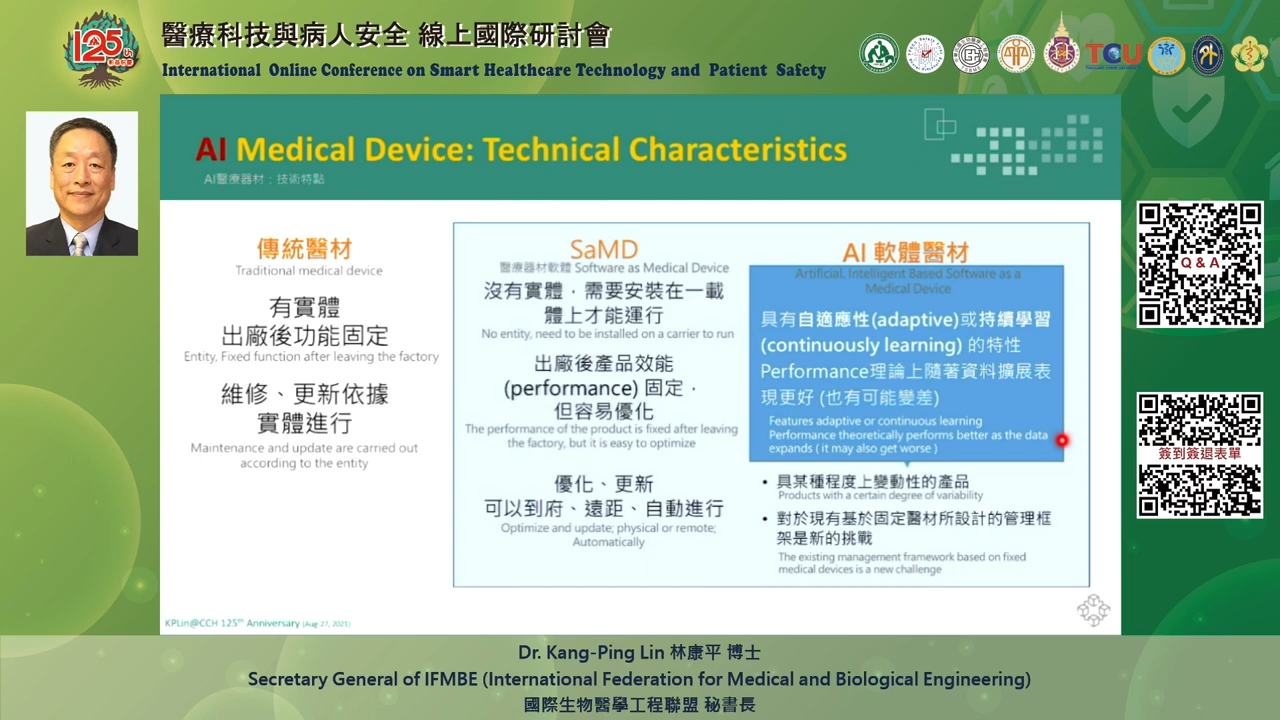 125th
醫療科技與病人安全 線上國際研討會
International Online Conference on Smart Healthcare Technology and Patient Safety
TCU
AI Medical Device: Technical Characteristics
AI醫療器材：技術特點
傳統醫材
Traditional medical device
有實體
出廠後功能固定
Entity, Fixed function after leaving the factory
維修、更新依據
實體進行
Maintenance and update are carried out
according to the entity
SaMD
醫療器材軟體 Software as Medical Device
沒有實體，需要安裝在一載
體上才能運行
No entity, need to be installed on a carrier to run
出廠後產品效能
(performance) 固定，
但容易優化
The performance of the product is fixed after leaving
the factory, but it is easy to optimize
優化、更新
可以到府、遠距、自動進行
Optimize and update; physical or remote;
Automatically
AI 軟體醫材
Artificial, Intelligent Based Software as a
Medical Device
具有自適應性(adaptive)或持續學習
(continuously learning) 的特性
Performance理論上隨著資料擴展表
現更好 (也有可能變差)
Features adaptive or continuous learning
Performance theoretically performs better as the data
expands ( it may also get worse )
• 具某種程度上變動性的產品
Products with a certain degree of variability
• 對於現有基於固定醫材所設計的管理框
架是新的挑戰
The existing management framework based on fixed
medical devices is a new challenge
KPLin@CCH 125th Anniversary (Aug-27, 2021)
Q & A
簽到簽退表單
Dr. Kang-Ping Lin 林康平 博士
Secretary General of IFMBE (International Federation for Medical and Biological Engineering)
國際生物醫學工程聯盟 秘書長